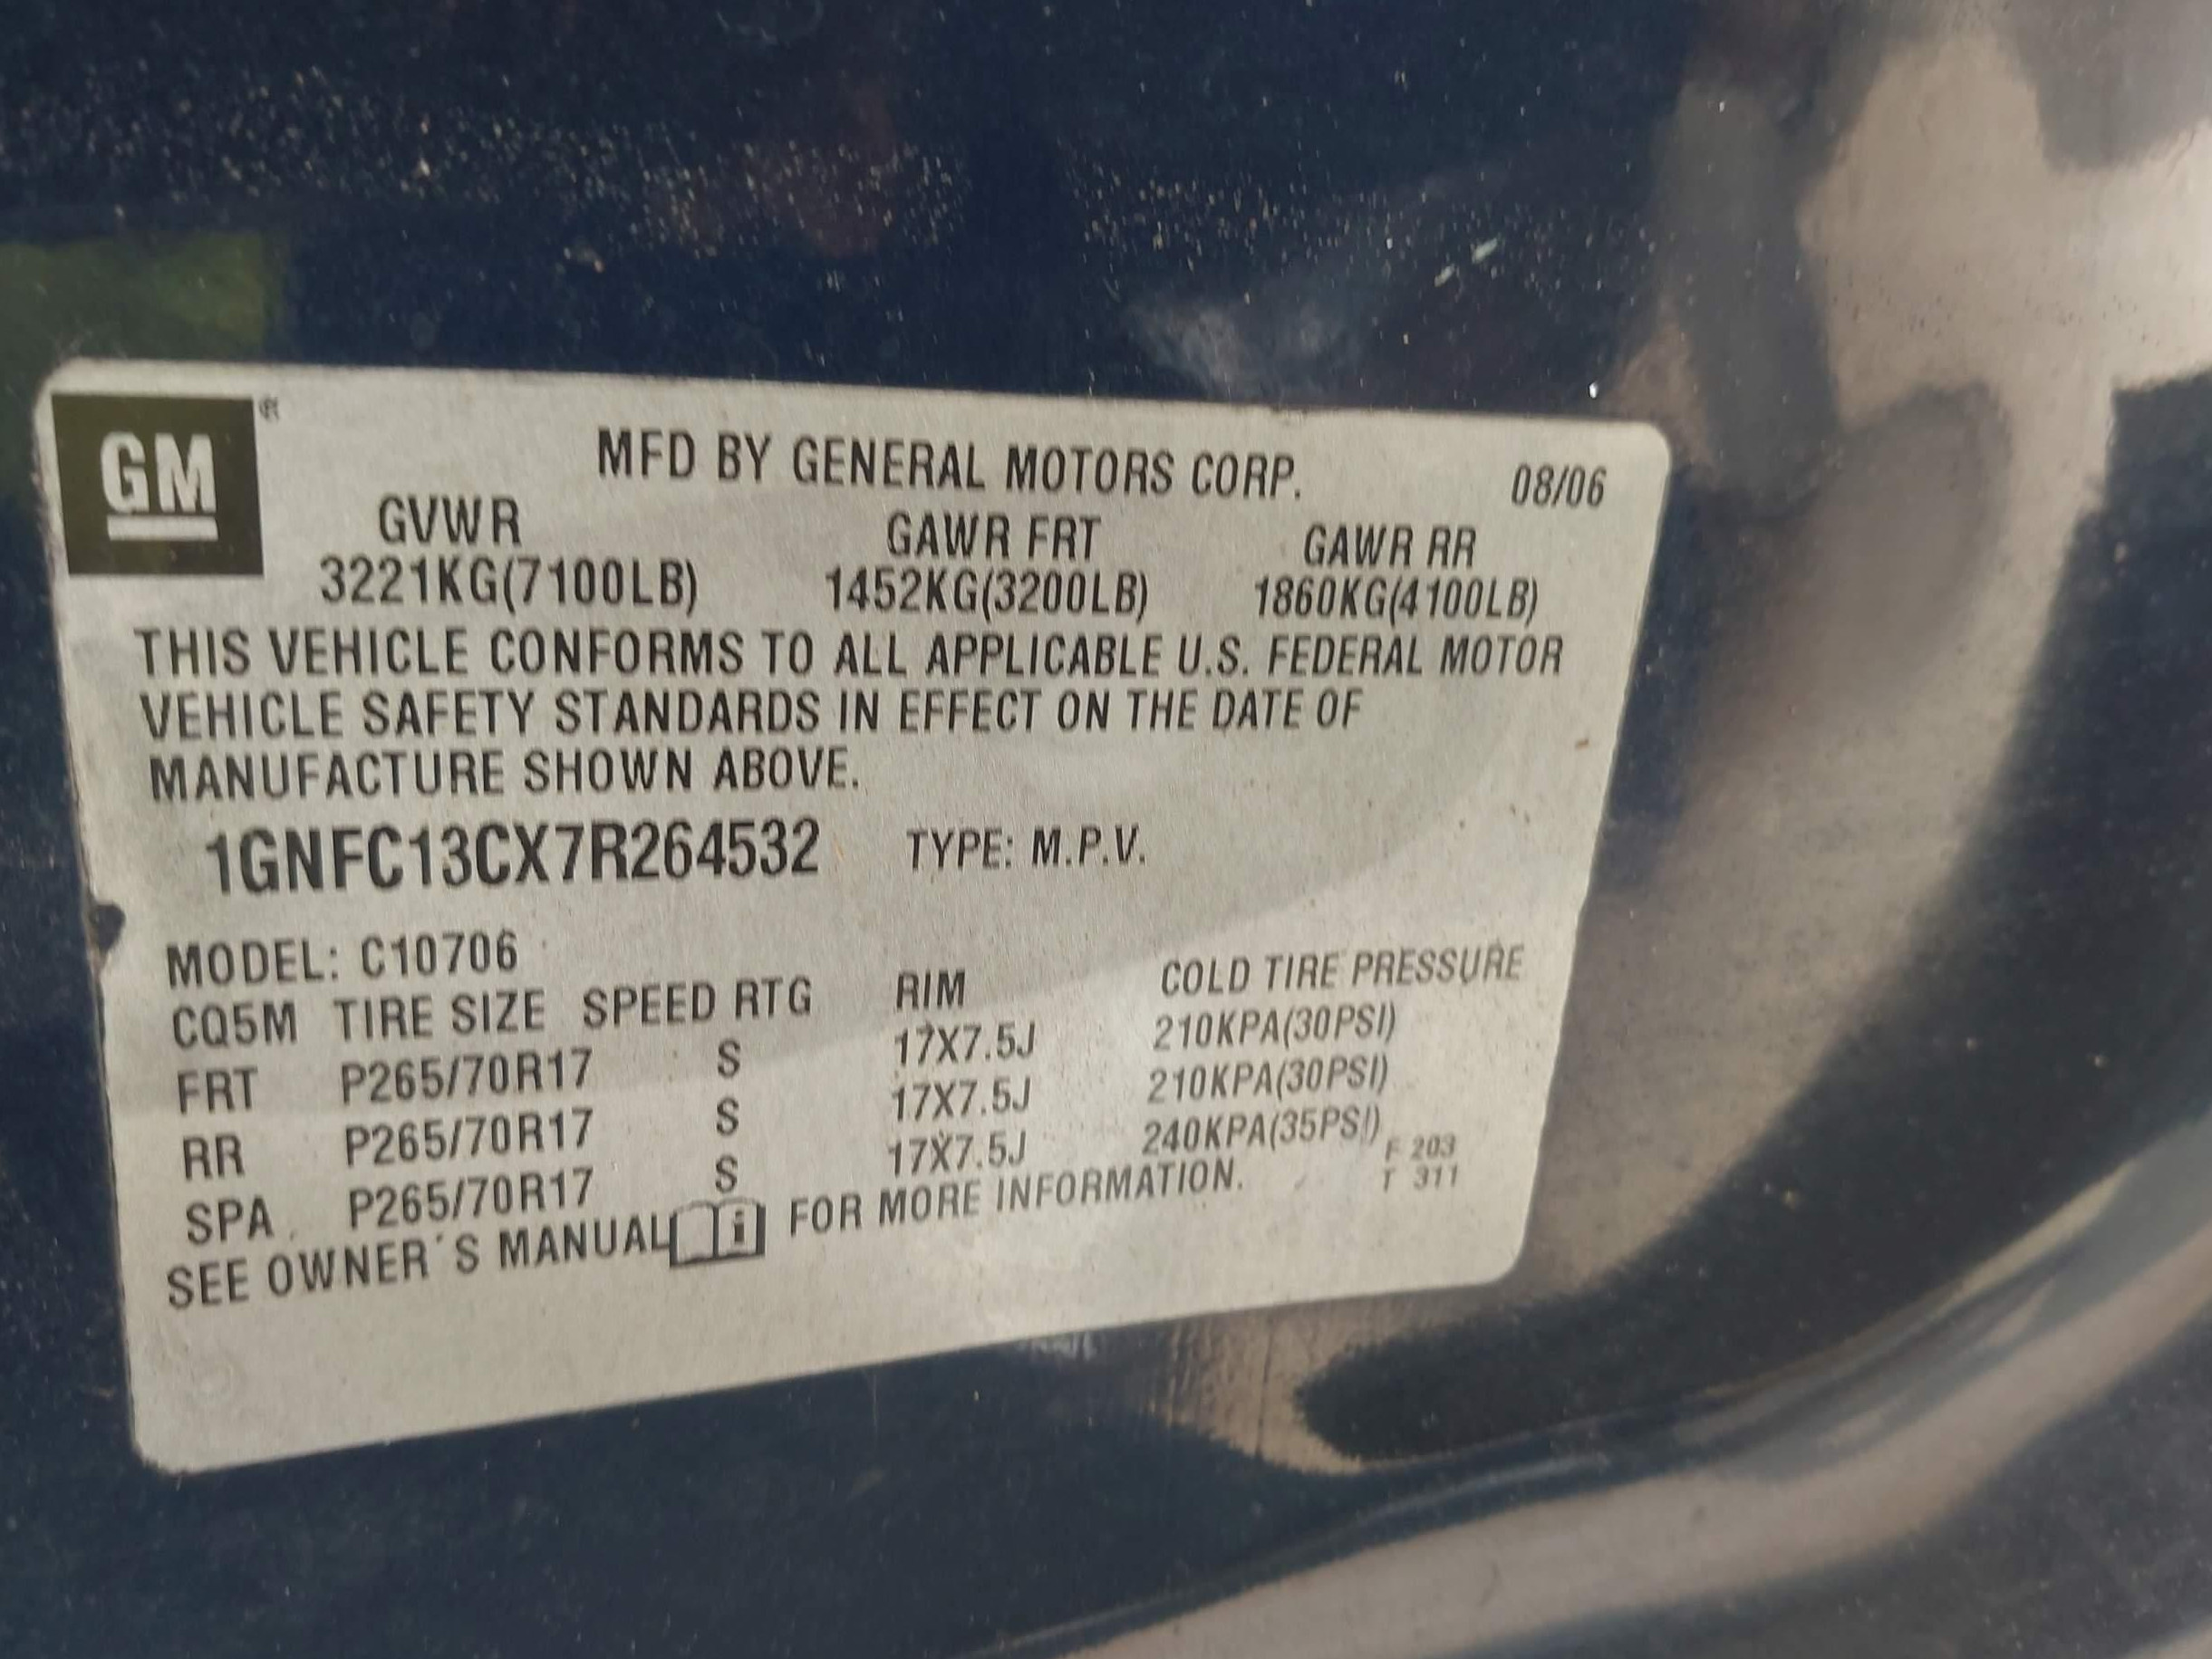 GM ®
MFD BY GENERAL MOTORS CORP.
08/06
GVWR GAWR FRT GAWR RR
3221KG(7100LB) 1452KG(3200LB) 1860KG(4100LB)
THIS VEHICLE CONFORMS TO ALL APPLICABLE U.S. FEDERAL MOTOR
VEHICLE SAFETY STANDARDS IN EFFECT ON THE DATE OF
MANUFACTURE SHOWN ABOVE.
1GNFC13CX7R264532 TYPE: M.P.V.
MODEL: C10706
CQ5M TIRE SIZE SPEED RTG RIM COLD TIRE PRESSURE
FRT P265/70R17 S 17X7.5J 210KPA(30PSI)
RR P265/70R17 S 17X7.5J 210KPA(30PSI)
SPA P265/70R17 S 17X7.5J 240KPA(35PSI)
SEE OWNER´S MANUAL i FOR MORE INFORMATION.
F 203
T 311